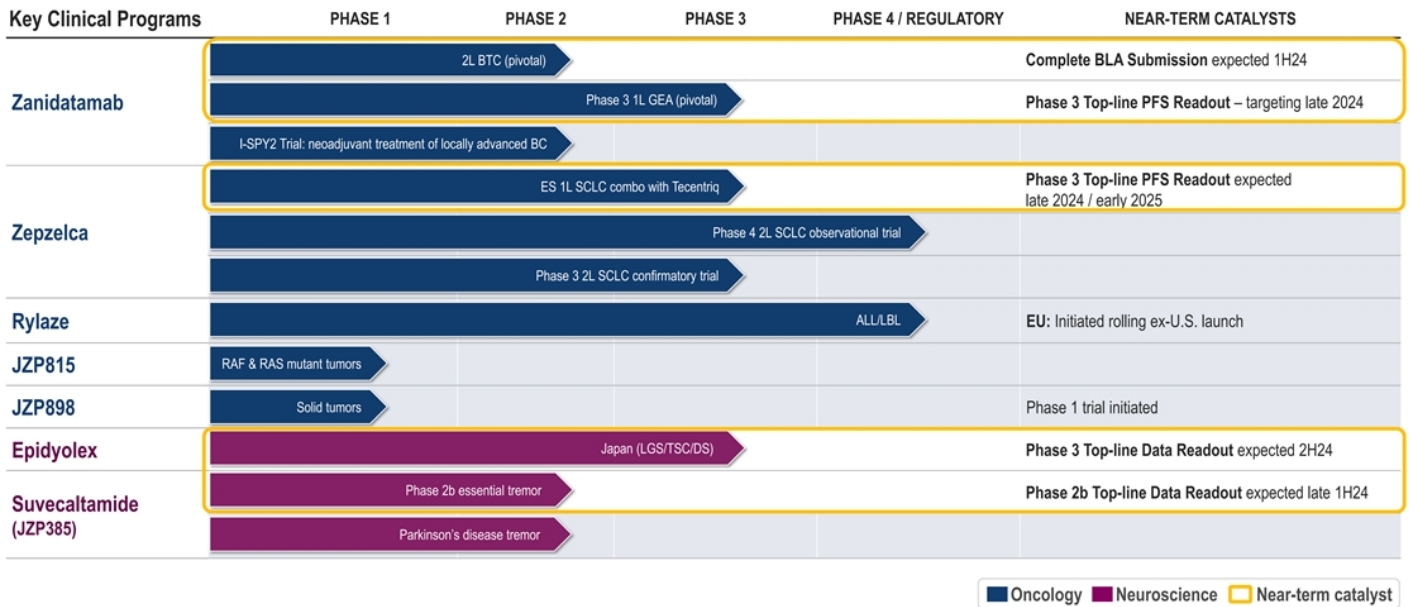 Key Clinical Programs PHASE 1 PHASE 2 PHASE 3 PHASE 4 / REGULATORY NEAR-TERM CATALYSTS
Zanidatamab
2L BTC (pivotal)
Complete BLA Submission expected 1H24
Phase 3 1L GEA (pivotal)
Phase 3 Top-line PFS Readout – targeting late 2024
I-SPY2 Trial: neoadjuvant treatment of locally advanced BC
Zepzelca
ES 1L SCLC combo with Tecentriq
Phase 3 Top-line PFS Readout expected
late 2024 / early 2025
Phase 4 2L SCLC observational trial
Phase 3 2L SCLC confirmatory trial
Rylaze
ALL/LBL
EU: Initiated rolling ex-U.S. launch
JZP815
RAF & RAS mutant tumors
JZP898
Solid tumors
Phase 1 trial initiated
Epidyolex
Japan (LGS/TSC/DS)
Phase 3 Top-line Data Readout expected 2H24
Suvecaltamide
(JZP385)
Phase 2b essential tremor
Phase 2b Top-line Data Readout expected late 1H24
Parkinson's disease tremor
Oncology Neuroscience Near-term catalyst